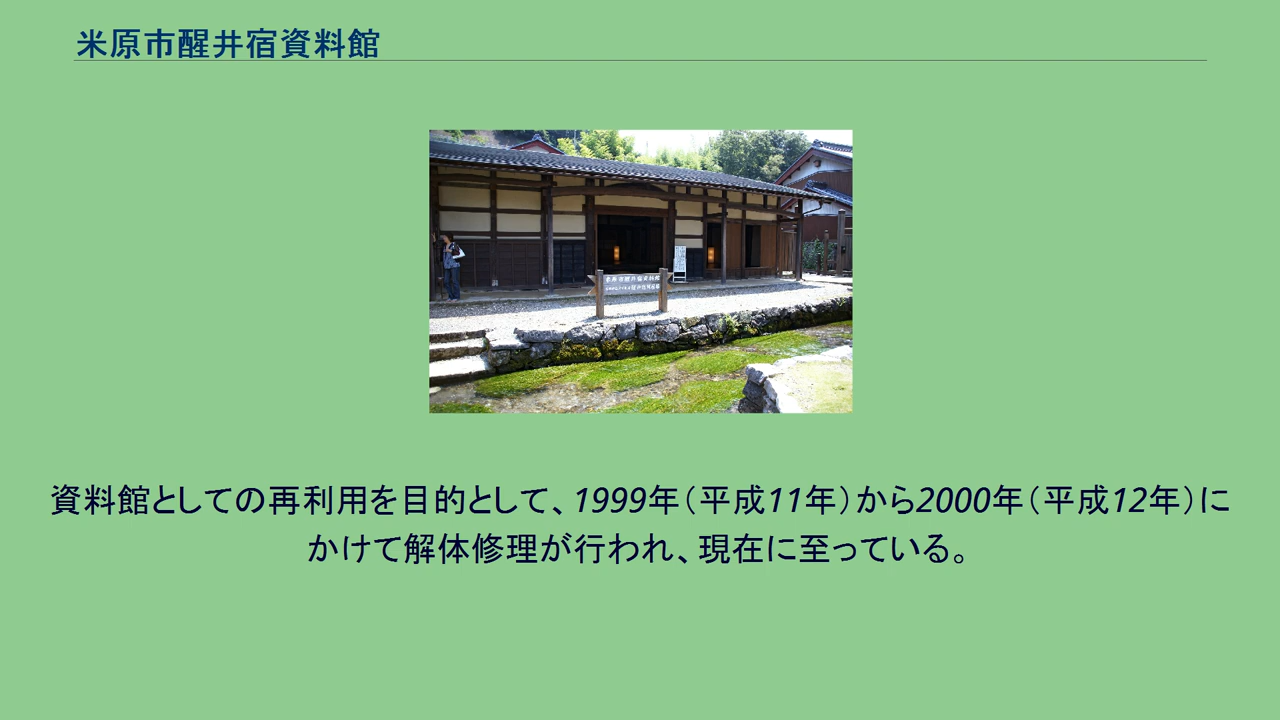 米原市醒井宿資料館
資料館としての再利用を目的として、1999年（平成11年）から2000年（平成12年）に
かけて解体修理が行われ、現在に至っている。